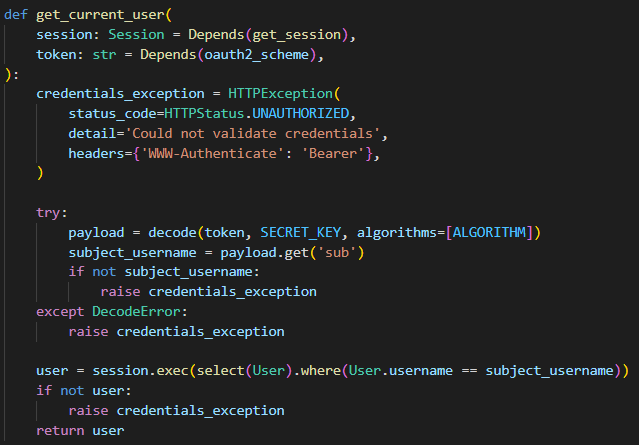 def get_current_user(
    session: Session = Depends(get_session),
    token: str = Depends(oauth2_scheme),
):
    credentials_exception = HTTPException(
        status_code=HTTPStatus.UNAUTHORIZED,
        detail='Could not validate credentials',
        headers={'WWW-Authenticate': 'Bearer'},
    )

    try:
        payload = decode(token, SECRET_KEY, algorithms=[ALGORITHM])
        subject_username = payload.get('sub')
        if not subject_username:
            raise credentials_exception
    except DecodeError:
        raise credentials_exception

    user = session.exec(select(User).where(User.username == subject_username))
    if not user:
        raise credentials_exception
    return user